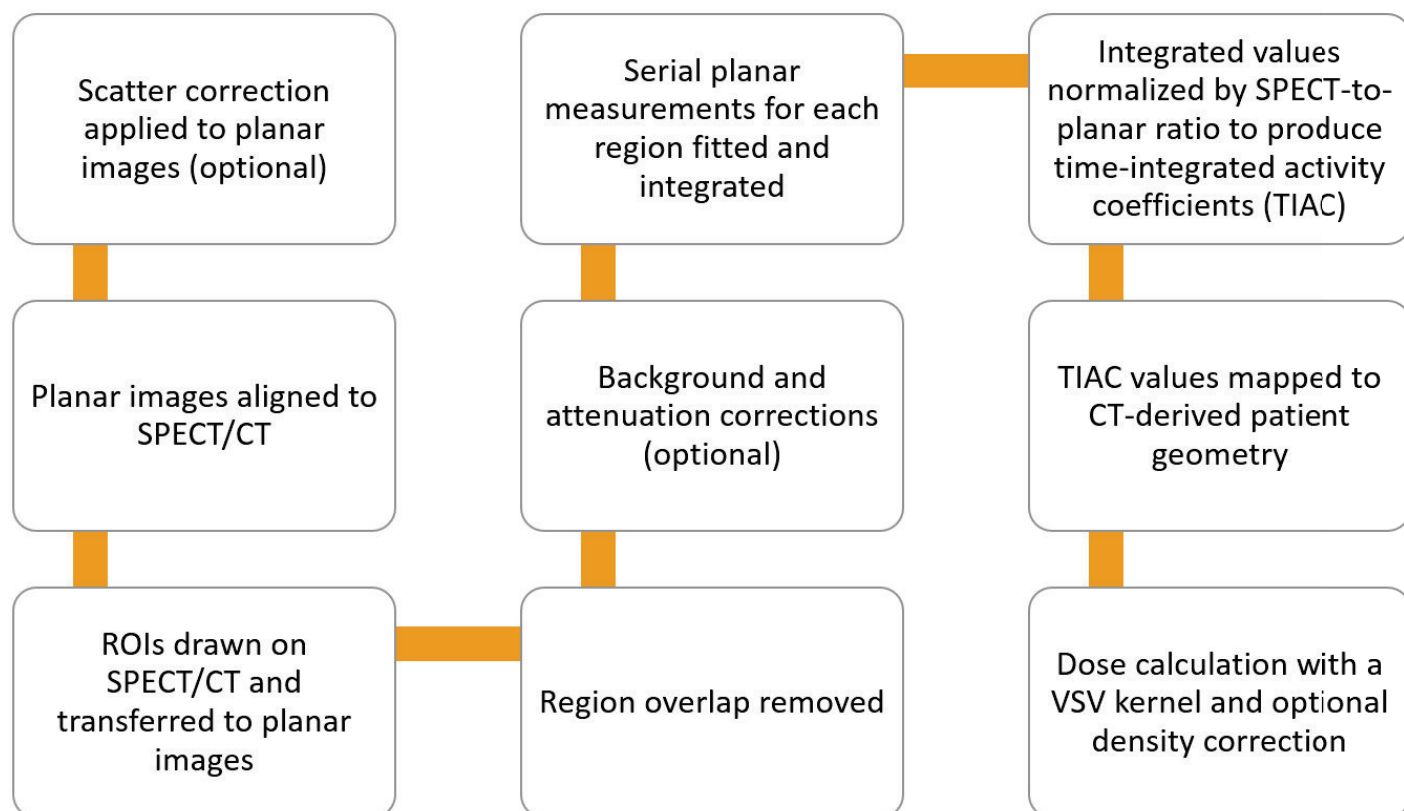 Scatter correction
applied to planar
images (optional)
Planar images aligned to
SPECT/CT
ROIs drawn on
SPECT/CT and
transferred to planar
images
Region overlap removed
Background and
attenuation corrections
(optional)
Serial planar
measurements for each
region fitted and
integrated
Integrated values
normalized by SPECT-to-
planar ratio to produce
time-integrated activity
coefficients (TIAC)
TIAC values mapped to
CT-derived patient
geometry
Dose calculation with a
VSV kernel and optional
density correction